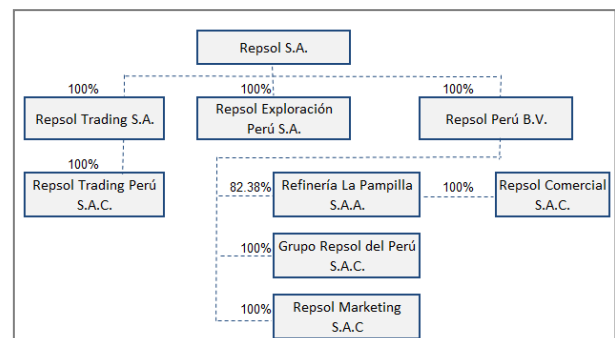 Repsol S.A.
100%
100%
100%
Repsol Trading S.A.
Repsol Exploración
Perú S.A.
Repsol Perú B.V.
100%
Repsol Trading Perú
S.A.C.
82.38%
Refinería La Pampilla
S.A.A.
100%
Repsol Comercial
S.A.C.
100%
Grupo Repsol del Perú
S.A.C.
100%
Repsol Marketing
S.A.C